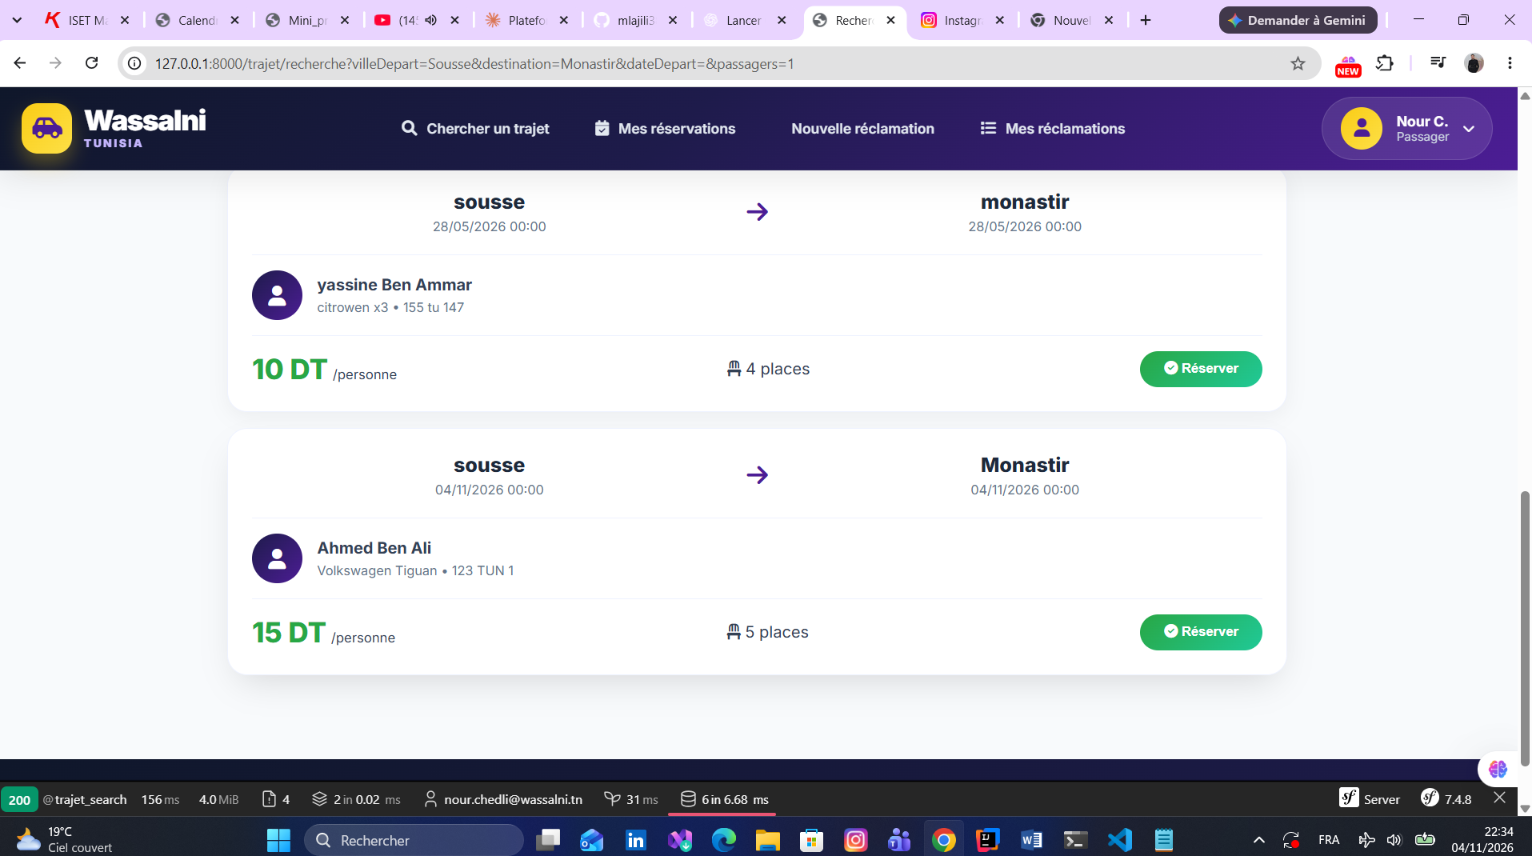 ISET Ma
Calend
Mini_pr
(14
Platefo
mlajili3
Lancer
Recher
Instagr
Nouvel
Demander à Gemini
127.0.0.1:8000/trajet/recherche?villeDepart=Sousse&destination=Monastir&dateDepart=&passagers=1
NEW
Wassalni
TUNISIA
Chercher un trajet
Mes réservations
Nouvelle réclamation
Mes réclamations
Nour C.
Passager
sousse
28/05/2026 00:00
monastir
28/05/2026 00:00
yassine Ben Ammar
citrowen x3 • 155 tu 147
10 DT /personne
4 places
Réserver
sousse
04/11/2026 00:00
Monastir
04/11/2026 00:00
Ahmed Ben Ali
Volkswagen Tiguan • 123 TUN 1
15 DT /personne
5 places
Réserver
200 @trajet_search 156 ms 4.0 MiB 4 2 in 0.02 ms nour.chedli@wassalni.tn 31 ms 6 in 6.68 ms Server 7.4.8
19°C
Ciel couvert
Rechercher
FRA
22:34
04/11/2026